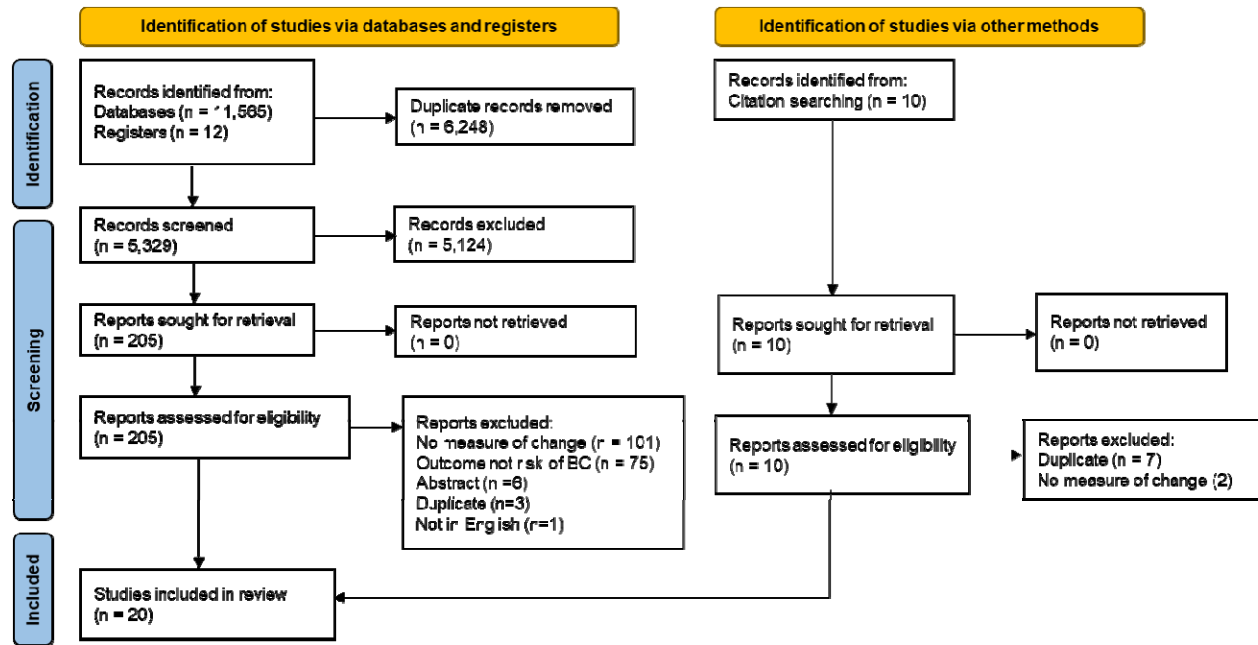 Identification of studies via databases and registers
Identification of studies via other methods
Identification
Records identified from:
Databases (n = 11,565)
Registers (n = 12)
Duplicate records removed
(n = 6,248)
Records identified from:
Citation searching (n = 10)
Screening
Records screened
(n = 5,329)
Records excluded
(n = 5,124)
Reports sought for retrieval
(n = 205)
Reports not retrieved
(n = 0)
Reports sought for retrieval
(n = 10)
Reports not retrieved
(n = 0)
Reports assessed for eligibility
(n = 205)
Reports excluded:
No measure of change (n = 101)
Outcome not risk of BC (n = 75)
Abstract (n =6)
Duplicate (n=3)
Not in English (n=1)
Reports assessed for eligibility
(n = 10)
Reports excluded:
Duplicate (n = 7)
No measure of change (2)
Included
Studies included in review
(n = 20)